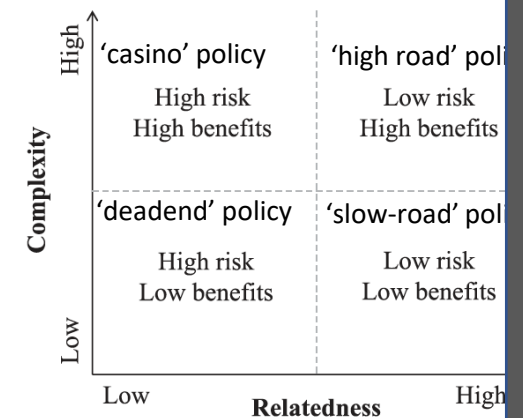 High
'casino' policy
High risk
High benefits
'high road' poli
Low risk
High benefits
Complexity
'deadend' policy
High risk
Low benefits
'slow-road' poli
Low risk
Low benefits
Low
Low
Relatedness
High